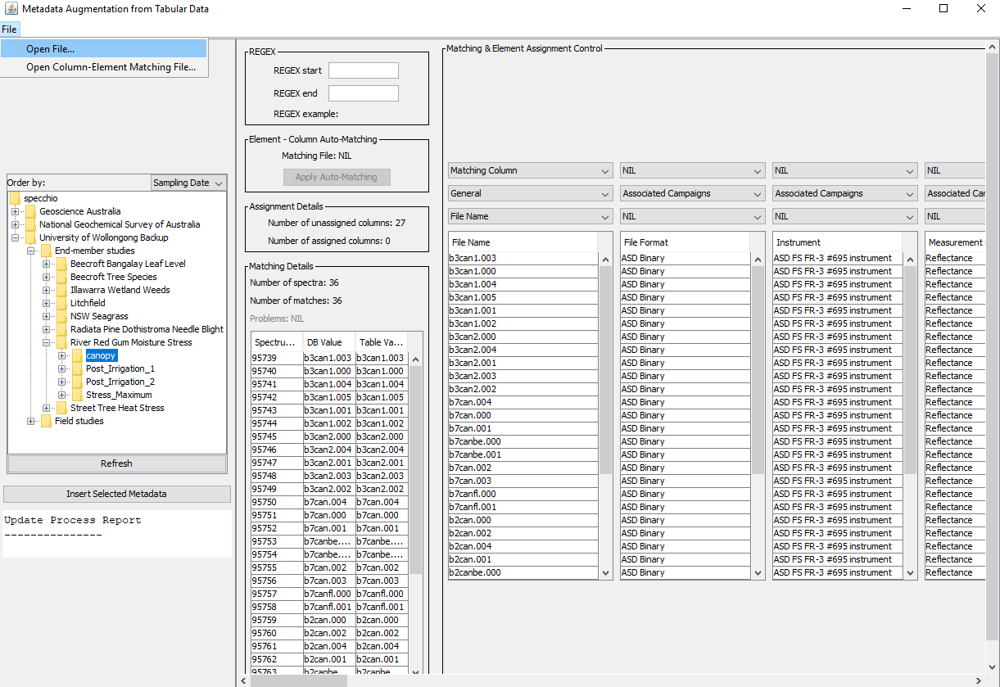 Metadata Augmentation from Tabular Data
File
Open File...
Open Column-Element Matching File...
Order by:
Sampling Date
specchio
Geoscience Australia
National Geochemical Survey of Australia
University of Wollongong Backup
End-member studies
Beecroft Bangalay Leaf Level
Beecroft Tree Species
Illawarra Wetland Weeds
Litchfield
NSW Seagrass
Radiata Pine Dothistroma Needle Blight
River Red Gum Moisture Stress
canopy
Post_Irrigation_1
Post_Irrigation_2
Stress_Maximum
Street Tree Heat Stress
Field studies
Refresh
Insert Selected Metadata
Update Process Report
---------------
REGEX
REGEX start
REGEX end
REGEX example:
Element - Column Auto-Matching
Matching File: NIL
Apply Auto-Matching
Assignment Details
Number of unassigned columns: 27
Number of assigned columns: 0
Matching Details
Number of spectra: 36
Number of matches: 36
Problems: NIL
Spectru... DB Value Table Va...
95739 b3can1.003 b3can1.003
95740 b3can1.000 b3can1.000
95741 b3can1.004 b3can1.004
95742 b3can1.005 b3can1.005
95743 b3can1.001 b3can1.001
95744 b3can1.002 b3can1.002
95745 b3can2.000 b3can2.000
95746 b3can2.004 b3can2.004
95747 b3can2.001 b3can2.001
95748 b3can2.003 b3can2.003
95749 b3can2.002 b3can2.002
95750 b7can.004 b7can.004
95751 b7can.000 b7can.000
95752 b7can.001 b7can.001
95753 b7canbe.... b7canbe....
95754 b7canbe.... b7canbe....
95755 b7can.002 b7can.002
95756 b7can.003 b7can.003
95757 b7canfl.000 b7canfl.000
95758 b7canfl.001 b7canfl.001
95759 b2can.000 b2can.000
95760 b2can.002 b2can.002
95761 b2can.004 b2can.004
95762 b2can.001 b2can.001
95763 b2canbe b2canbe
Matching & Element Assignment Control
Matching Column NIL NIL NIL
General Associated Campaigns Associated Campaigns Associated Car
File Name NIL NIL NIL
File Name File Format Instrument Measurement
b3can1.003 ASD Binary ASD FS FR-3 #695 instrument Reflectance
b3can1.000 ASD Binary ASD FS FR-3 #695 instrument Reflectance
b3can1.004 ASD Binary ASD FS FR-3 #695 instrument Reflectance
b3can1.005 ASD Binary ASD FS FR-3 #695 instrument Reflectance
b3can1.001 ASD Binary ASD FS FR-3 #695 instrument Reflectance
b3can1.002 ASD Binary ASD FS FR-3 #695 instrument Reflectance
b3can2.000 ASD Binary ASD FS FR-3 #695 instrument Reflectance
b3can2.004 ASD Binary ASD FS FR-3 #695 instrument Reflectance
b3can2.001 ASD Binary ASD FS FR-3 #695 instrument Reflectance
b3can2.003 ASD Binary ASD FS FR-3 #695 instrument Reflectance
b3can2.002 ASD Binary ASD FS FR-3 #695 instrument Reflectance
b7can.004 ASD Binary ASD FS FR-3 #695 instrument Reflectance
b7can.000 ASD Binary ASD FS FR-3 #695 instrument Reflectance
b7can.001 ASD Binary ASD FS FR-3 #695 instrument Reflectance
b7canbe.000 ASD Binary ASD FS FR-3 #695 instrument Reflectance
b7canbe.001 ASD Binary ASD FS FR-3 #695 instrument Reflectance
b7can.002 ASD Binary ASD FS FR-3 #695 instrument Reflectance
b7can.003 ASD Binary ASD FS FR-3 #695 instrument Reflectance
b7canfl.000 ASD Binary ASD FS FR-3 #695 instrument Reflectance
b7canfl.001 ASD Binary ASD FS FR-3 #695 instrument Reflectance
b2can.000 ASD Binary ASD FS FR-3 #695 instrument Reflectance
b2can.002 ASD Binary ASD FS FR-3 #695 instrument Reflectance
b2can.004 ASD Binary ASD FS FR-3 #695 instrument Reflectance
b2can.001 ASD Binary ASD FS FR-3 #695 instrument Reflectance
b2canbe.000 ASD Binary ASD FS FR-3 #695 instrument Reflectance